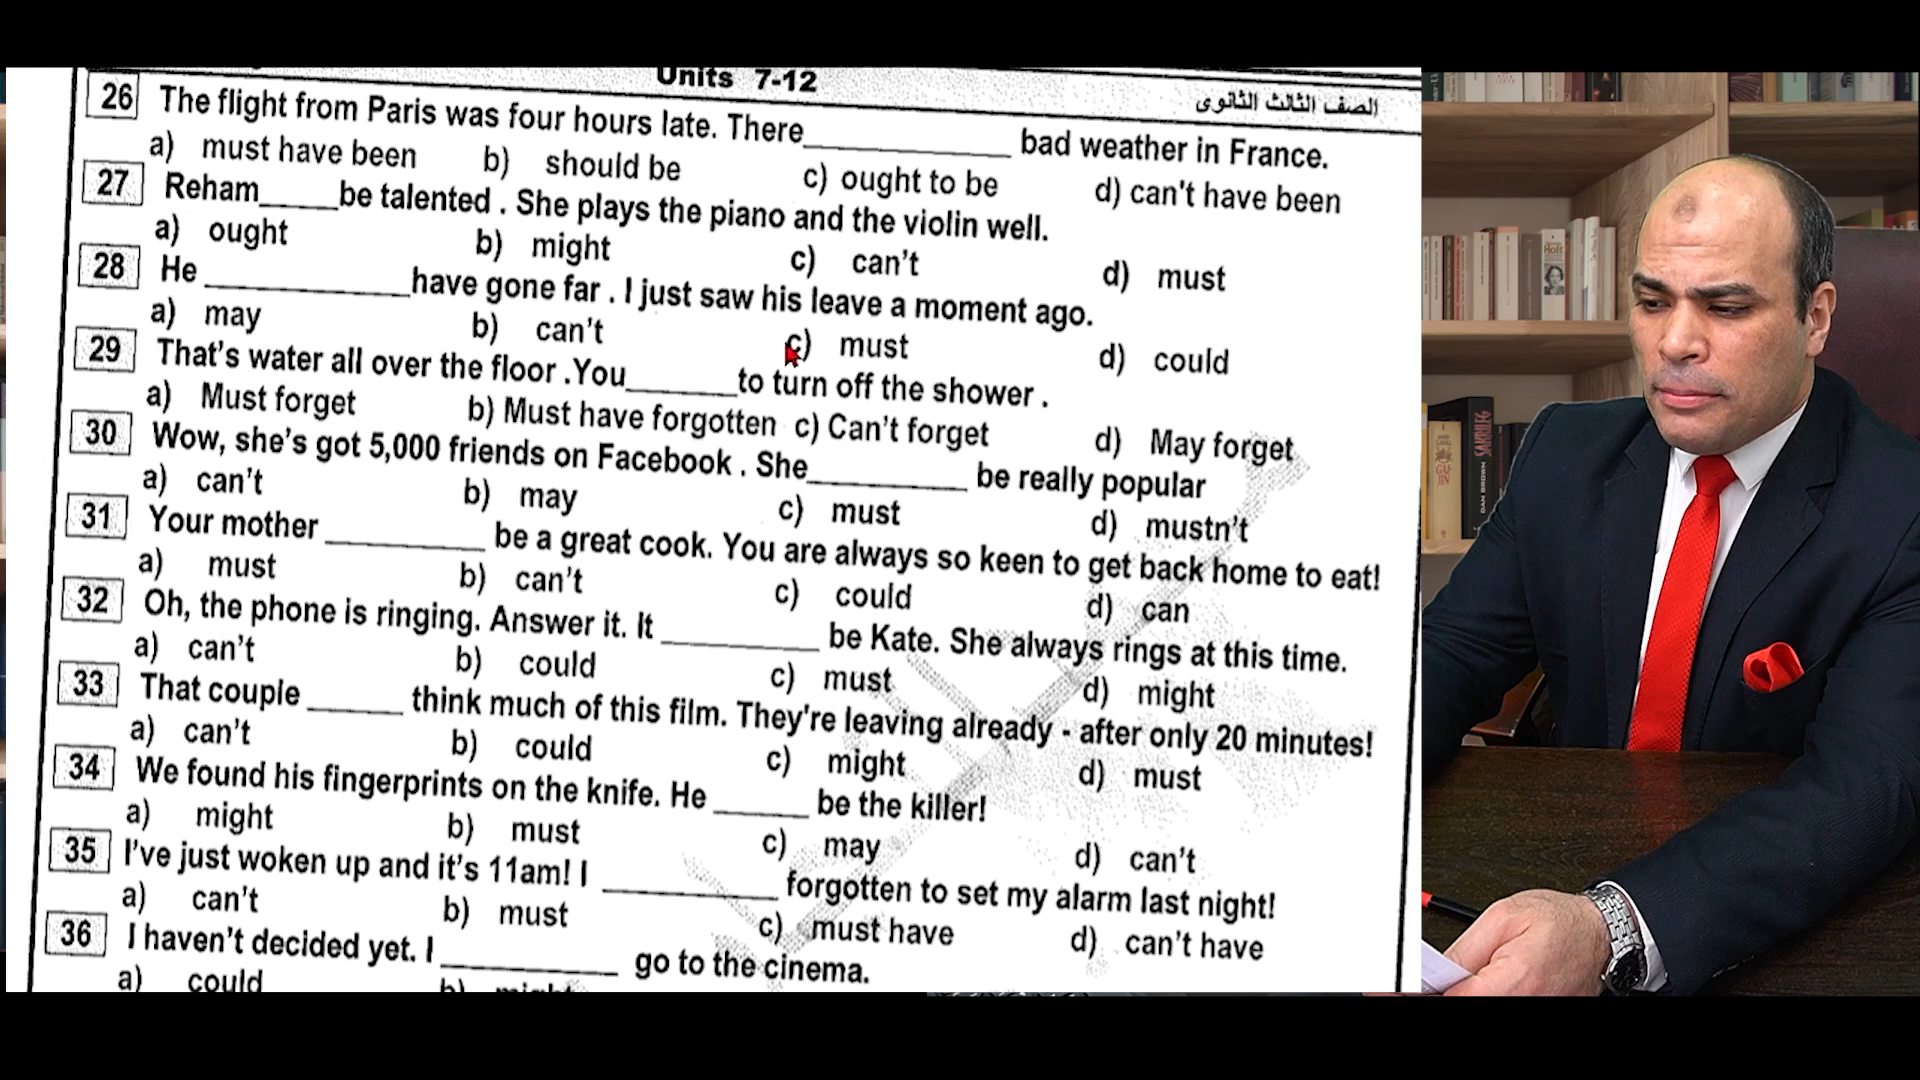 Units 7-12
الصف الثالث الثانوى
26 The flight from Paris was four hours late. There____________ bad weather in France.
a) must have been b) should be c) ought to be d) can't have been
27 Reham_____be talented . She plays the piano and the violin well.
a) ought b) might c) can't d) must
28 He ____________have gone far . I just saw his leave a moment ago.
a) may b) can't c) must d) could
29 That's water all over the floor .You_______to turn off the shower .
a) Must forget b) Must have forgotten c) Can't forget d) May forget
30 Wow, she's got 5,000 friends on Facebook . She__________ be really popular
a) can't b) may c) must d) mustn't
31 Your mother __________ be a great cook. You are always so keen to get back home to eat!
a) must b) can't c) could d) can
32 Oh, the phone is ringing. Answer it. It __________ be Kate. She always rings at this time.
a) can't b) could c) must d) might
33 That couple ______ think much of this film. They're leaving already - after only 20 minutes!
a) can't b) could c) might d) must
34 We found his fingerprints on the knife. He ______ be the killer!
a) might b) must c) may d) can't
35 I've just woken up and it's 11am! I ___________ forgotten to set my alarm last night!
a) can't b) must c) must have d) can't have
36 I haven't decided yet. I ___________ go to the cinema.
a) could b) might
GAI-JIN
DAN BROWN
SAKRILEG
Holt